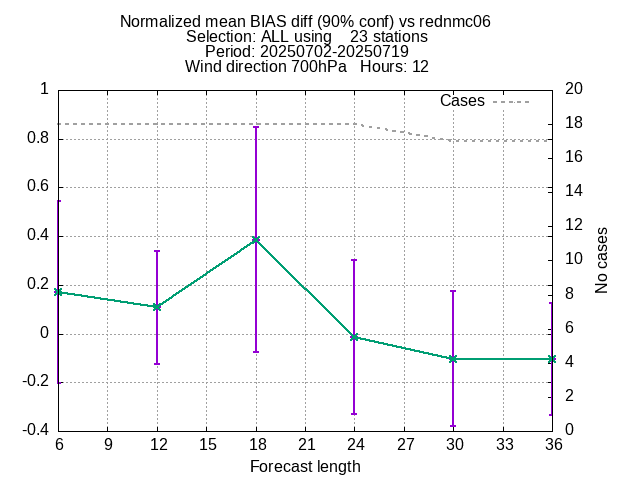 Normalized mean BIAS diff (90% conf) vs rednmc06
Selection: ALL using    23 stations
Period: 20250702-20250719
Wind direction 700hPa   Hours: 12
Cases
1
0.8
0.6
0.4
0.2
0
-0.2
-0.4
20
18
16
14
12
10
8
6
4
2
0
No cases
6 9 12 15 18 21 24 27 30 33 36
Forecast length